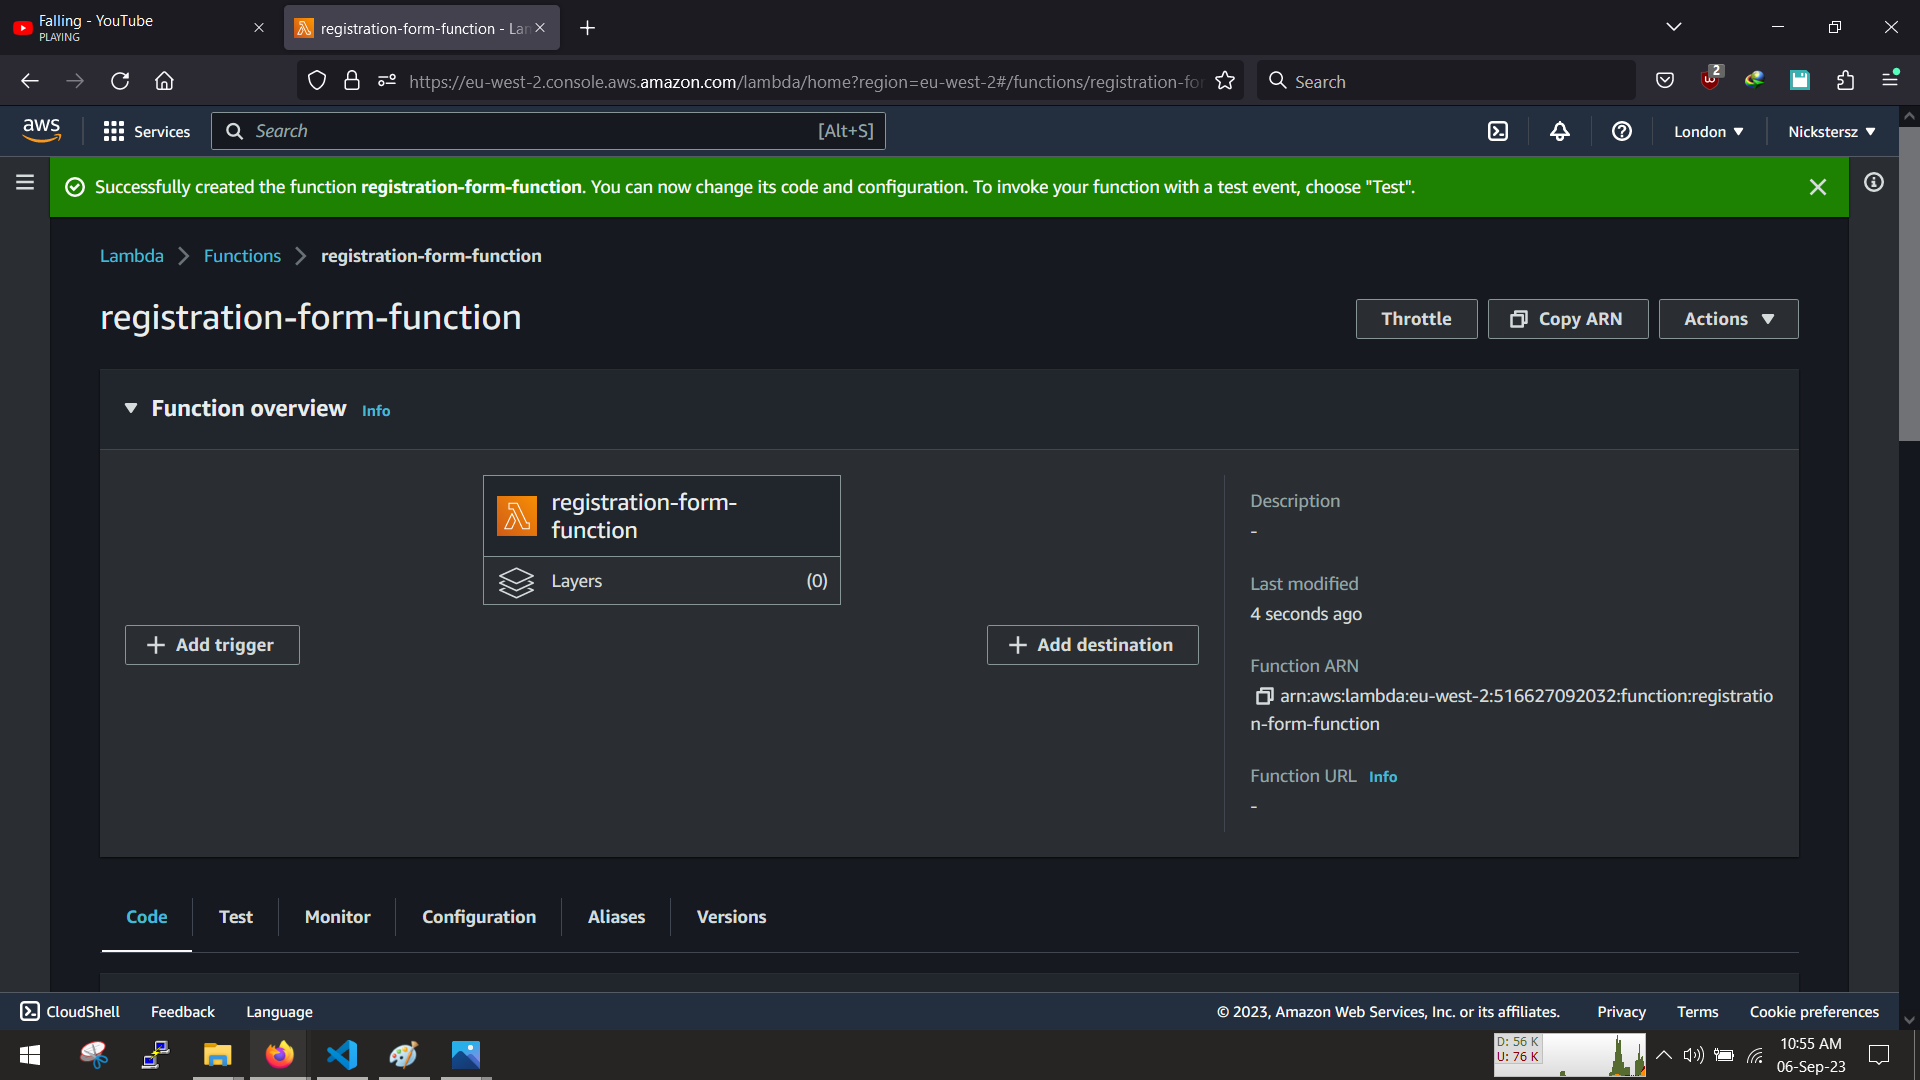 Falling - YouTube
PLAYING
registration-form-function - Lan
https://eu-west-2.console.aws.amazon.com/lambda/home?region=eu-west-2#/functions/registration-for
Search
2
aws
Services
Search
[Alt+S]
London
Nickstersz
Successfully created the function registration-form-function. You can now change its code and configuration. To invoke your function with a test event, choose "Test".
Lambda
Functions
registration-form-function
registration-form-function
Throttle
Copy ARN
Actions
Function overview Info
registration-form-
function
Layers
(0)
Add trigger
Add destination
Description
-
Last modified
4 seconds ago
Function ARN
arn:aws:lambda:eu-west-2:516627092032:function:registratio
n-form-function
Function URL Info
-
Code
Test
Monitor
Configuration
Aliases
Versions
CloudShell
Feedback
Language
© 2023, Amazon Web Services, Inc. or its affiliates.
Privacy
Terms
Cookie preferences
D: 56 K
U: 76 K
10:55 AM
06-Sep-23